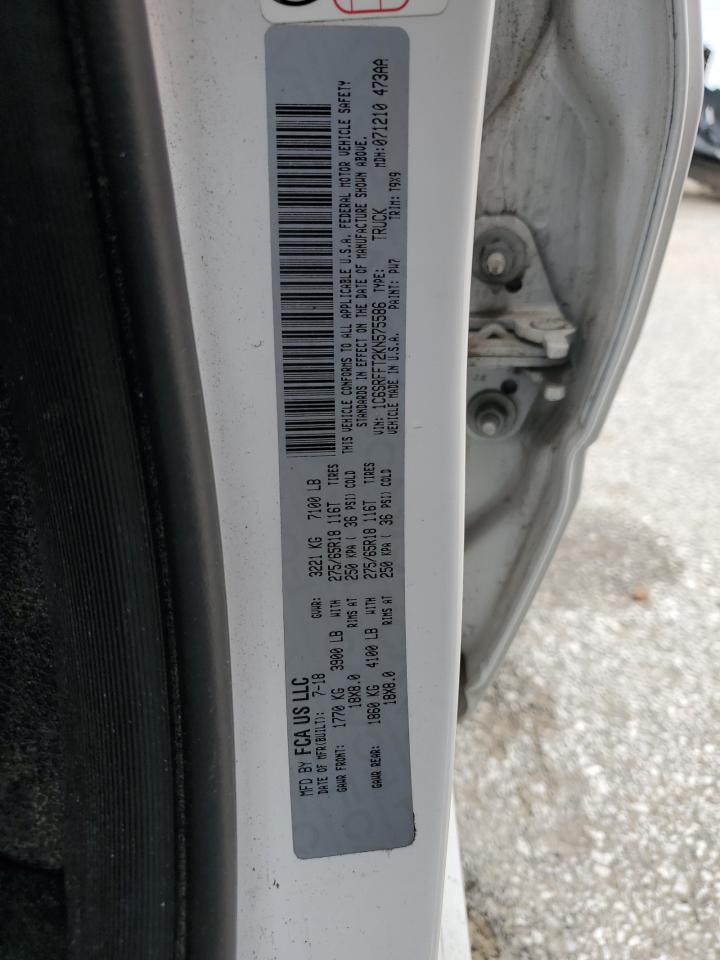 MFD BY FCA US LLC
DATE OF MFR(BUILT): 7-18
GVWR: 3221 KG 7100 LB
GAWR FRONT: 1770 KG 3900 LB WITH 275/65R18 116T TIRES
18X8.0 RIMS AT 250 KPA ( 36 PSI) COLD
GAWR REAR: 1860 KG 4100 LB WITH 275/65R18 116T TIRES
18X8.0 RIMS AT 250 KPA ( 36 PSI) COLD
THIS VEHICLE CONFORMS TO ALL APPLICABLE U.S.A. FEDERAL MOTOR VEHICLE SAFETY
STANDARDS IN EFFECT ON THE DATE OF MANUFACTURE SHOWN ABOVE.
VIN: 1C6SRFFT2KN575586 TYPE: TRUCK MDH:071210 473AA
VEHICLE MADE IN U.S.A. PAINT: PW7 TRIM: T9X9